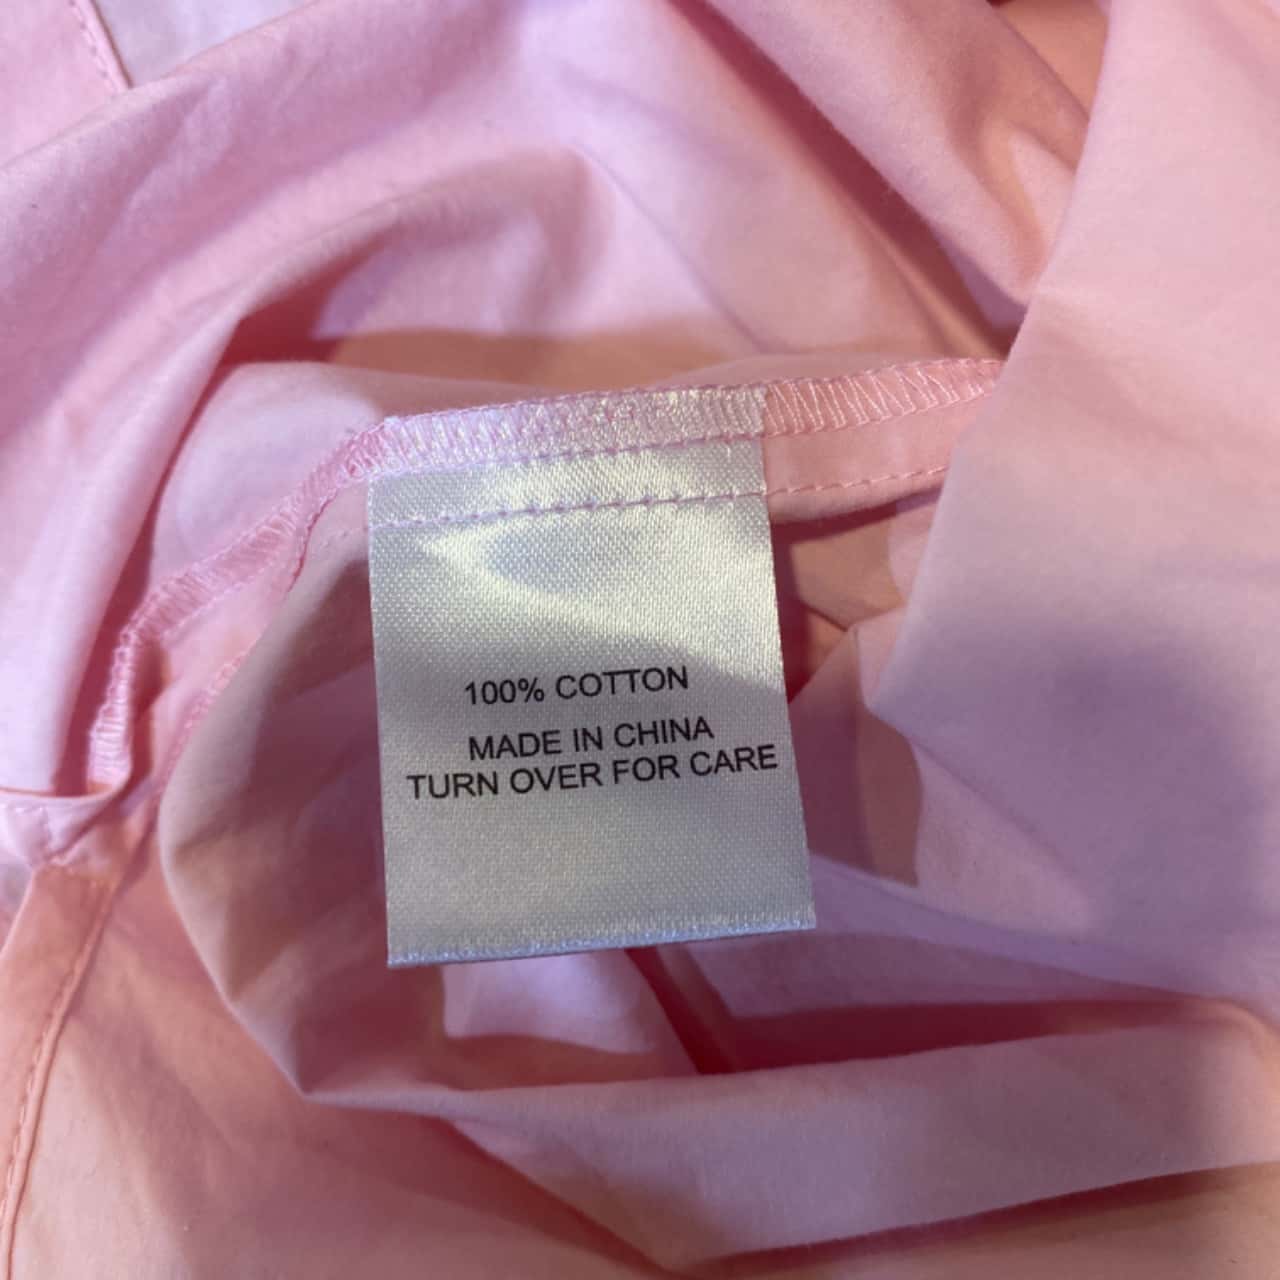 100% COTTON
MADE IN CHINA
TURN OVER FOR CARE